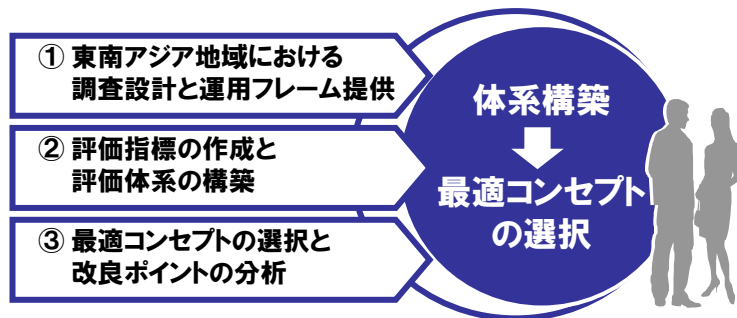 ① 東南アジア地域における
調査設計と運用フレーム提供
② 評価指標の作成と
評価体系の構築
③ 最適コンセプトの選択と
改良ポイントの分析
体系構築
最適コンセプト
の選択